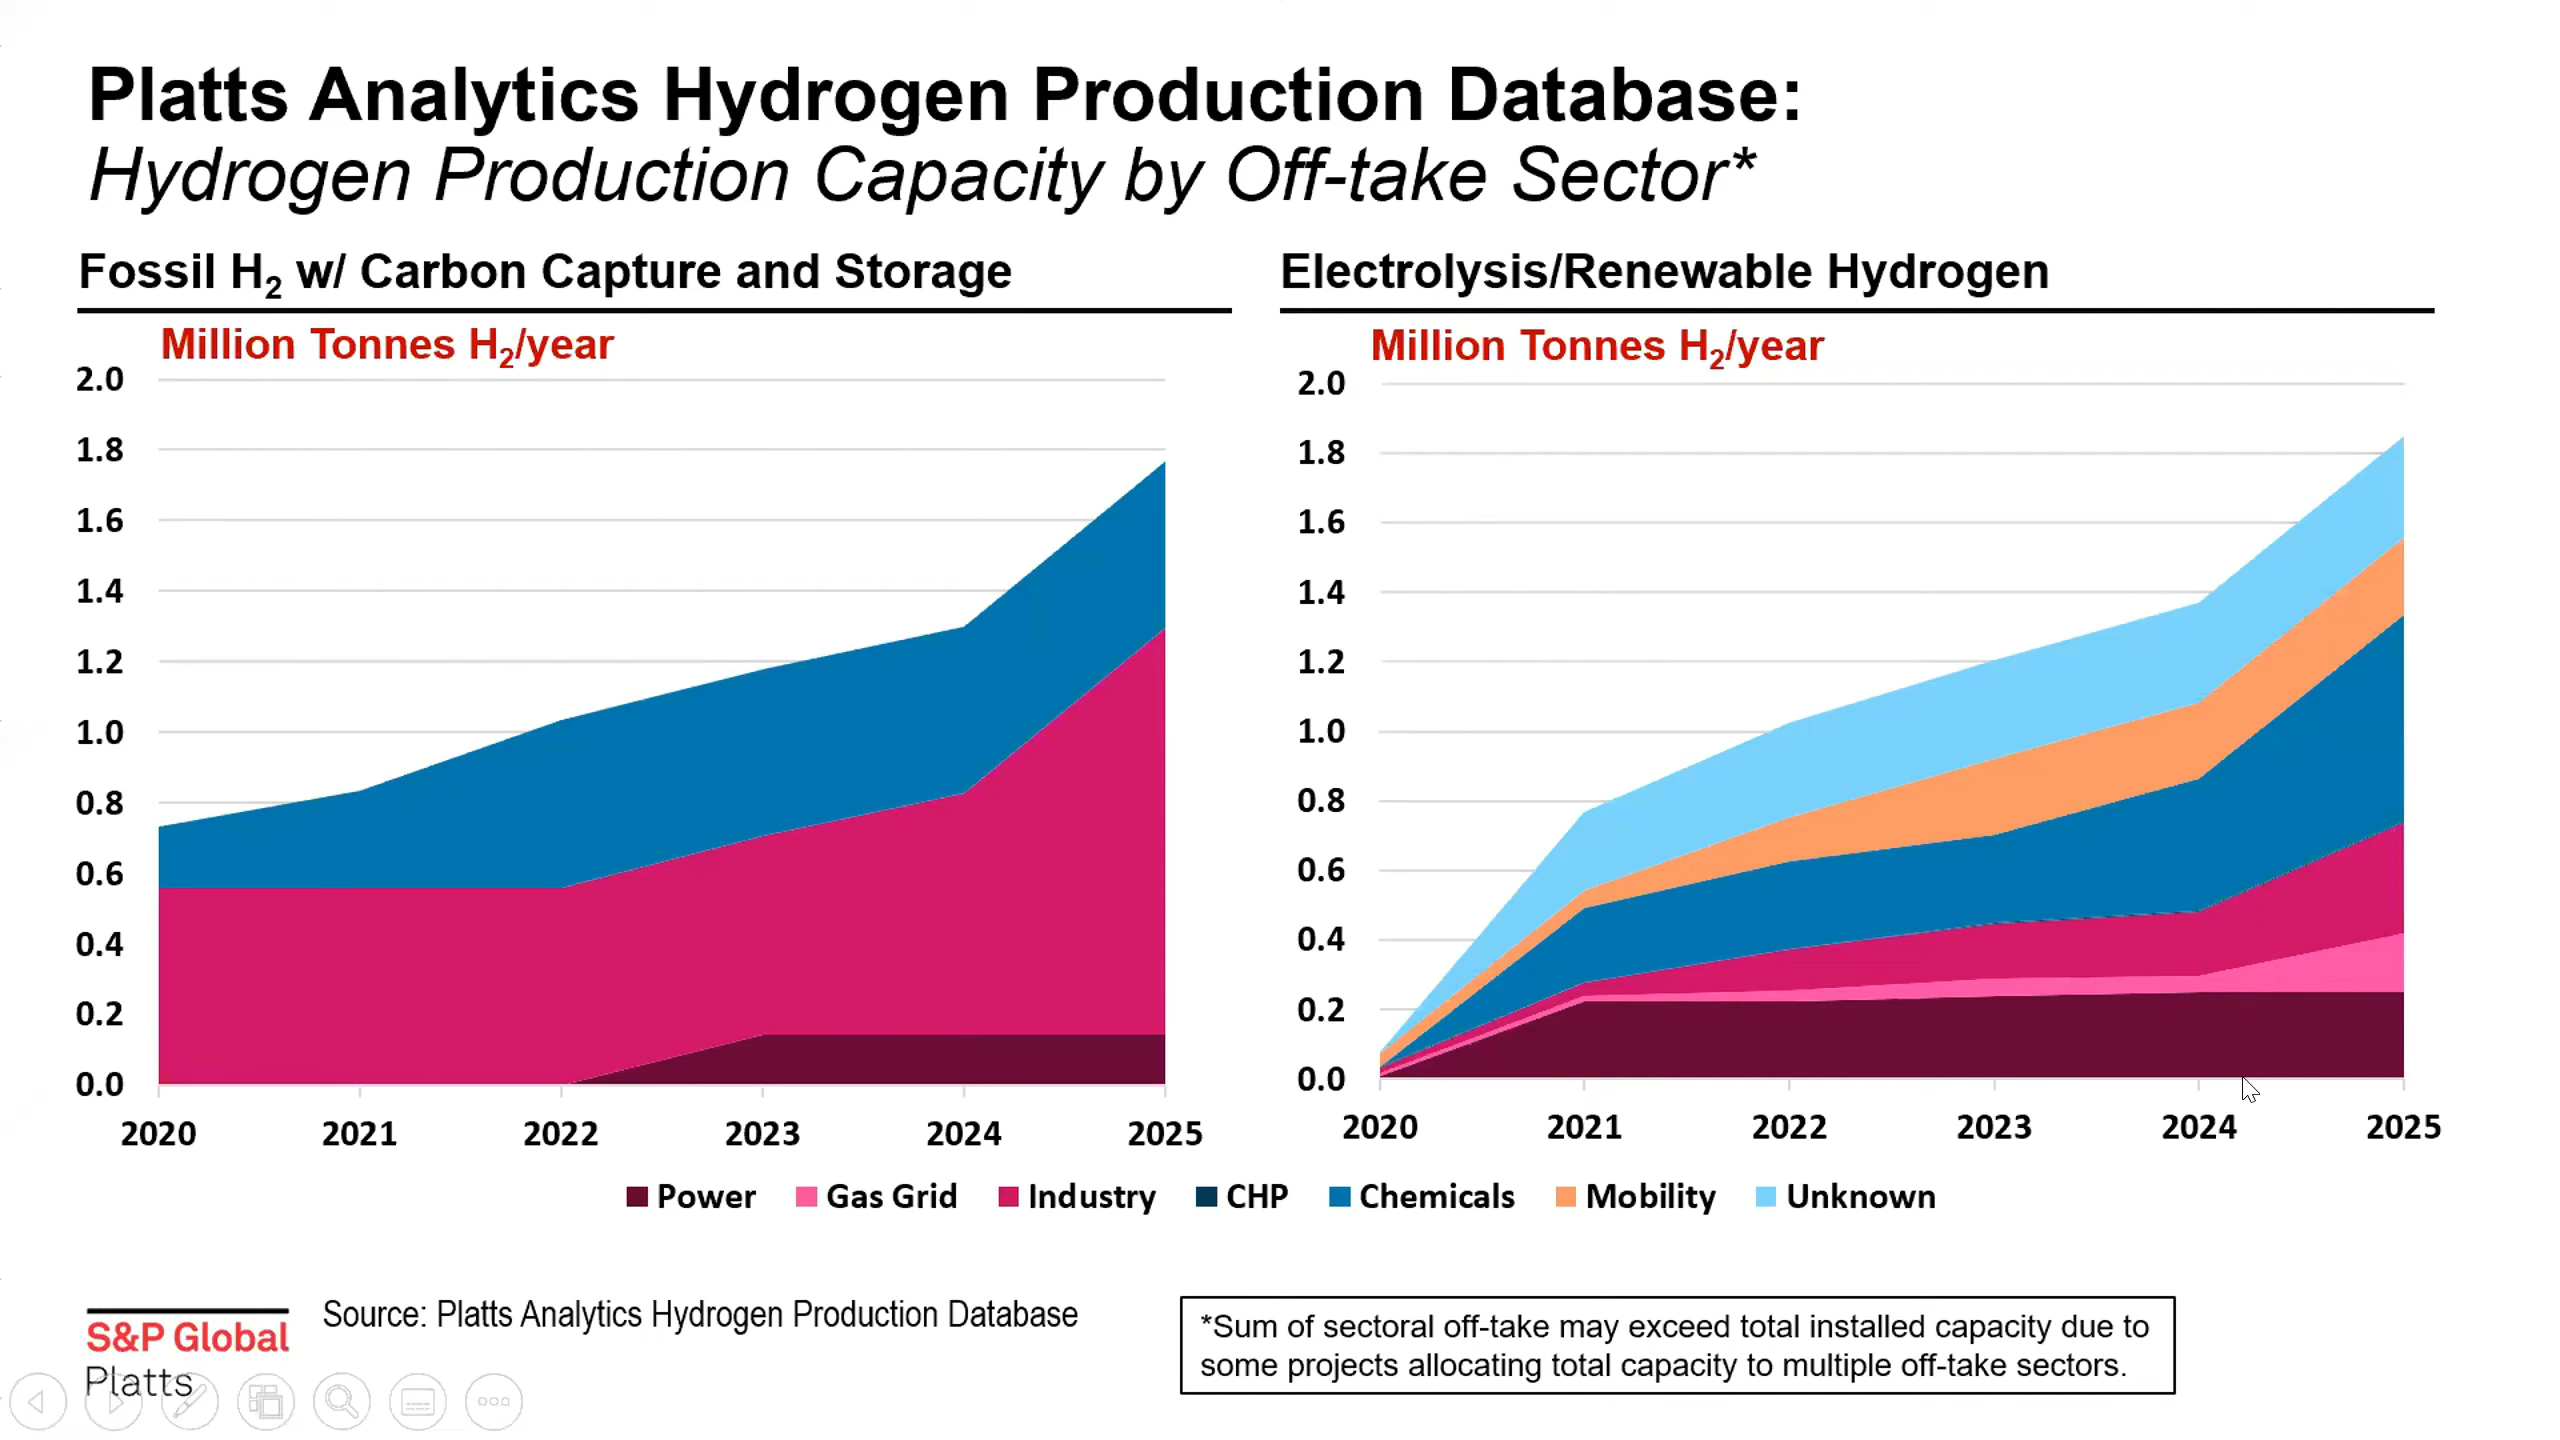 Platts Analytics Hydrogen Production Database:
Hydrogen Production Capacity by Off-take Sector*
Fossil H₂ w/ Carbon Capture and Storage
Million Tonnes H₂/year
2.0
1.8
1.6
1.4
1.2
1.0
0.8
0.6
0.4
0.2
0.0
2020 2021 2022 2023 2024 2025
Electrolysis/Renewable Hydrogen
Million Tonnes H₂/year
2.0
1.8
1.6
1.4
1.2
1.0
0.8
0.6
0.4
0.2
0.0
2020 2021 2022 2023 2024 2025
Power Gas Grid Industry CHP Chemicals Mobility Unknown
S&P Global
Platts
Source: Platts Analytics Hydrogen Production Database
*Sum of sectoral off-take may exceed total installed capacity due to
some projects allocating total capacity to multiple off-take sectors.